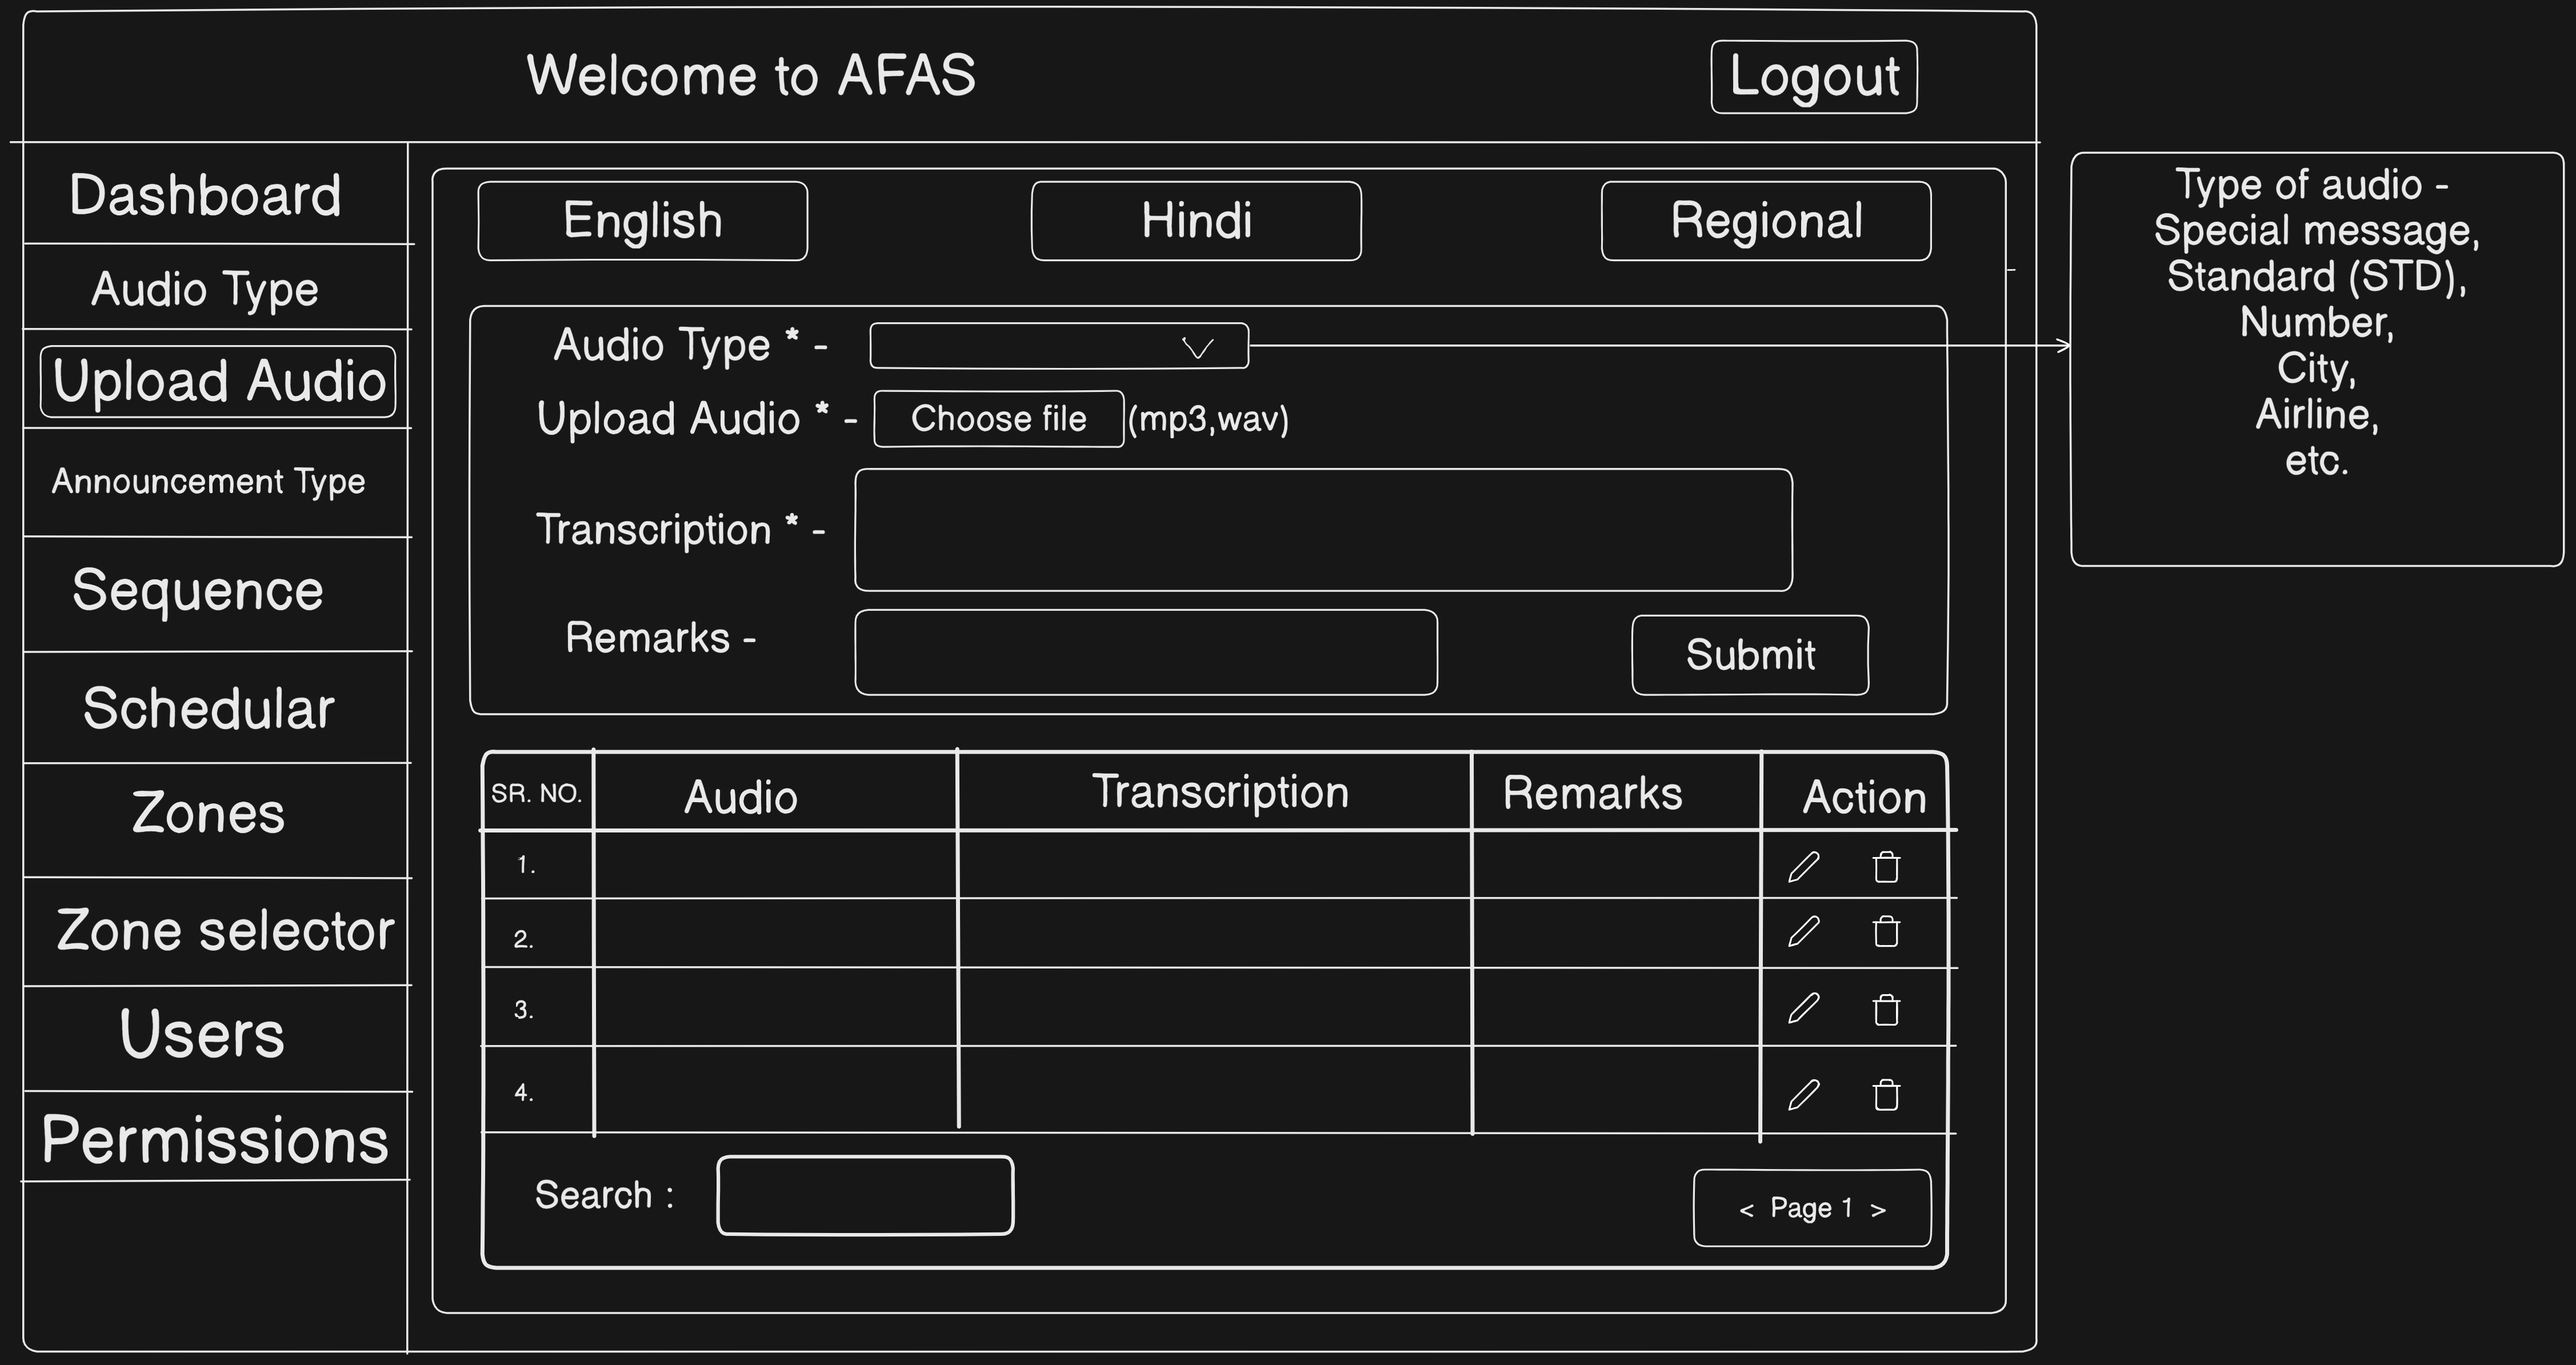 Welcome to AFAS
Logout
Dashboard
Audio Type
Upload Audio
Announcement Type
Sequence
Schedular
Zones
Zone selector
Users
Permissions
English
Hindi
Regional
Audio Type * -
Upload Audio * -
Choose file
(mp3,wav)
Transcription * -
Remarks -
Submit
Type of audio -
Special message,
Standard (STD),
Number,
City,
Airline,
etc.
SR. NO.
Audio
Transcription
Remarks
Action
1.
2.
3.
4.
Search :
< Page 1 >